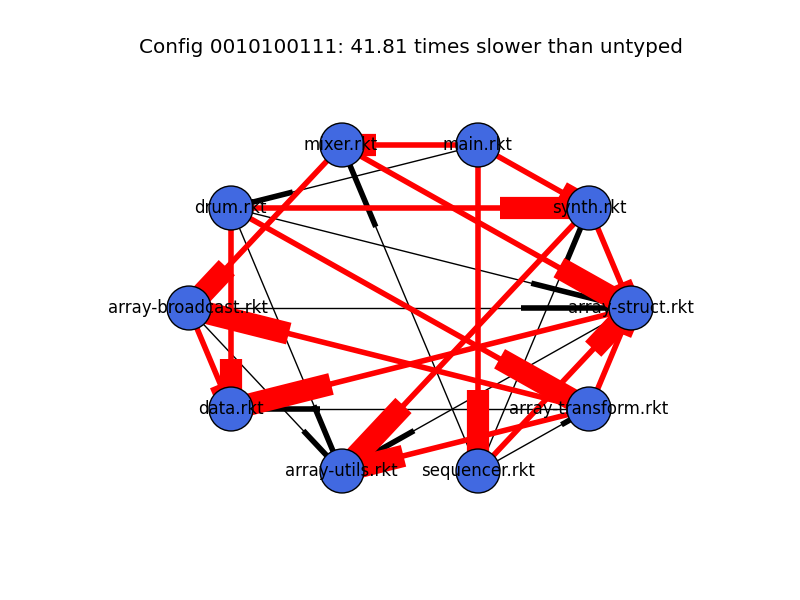 Config 0010100111: 41.81 times slower than untyped
mixer.rkt
main.rkt
drum.rkt
synth.rkt
array-broadcast.rkt
array-struct.rkt
data.rkt
array-transform.rkt
array-utils.rkt
sequencer.rkt